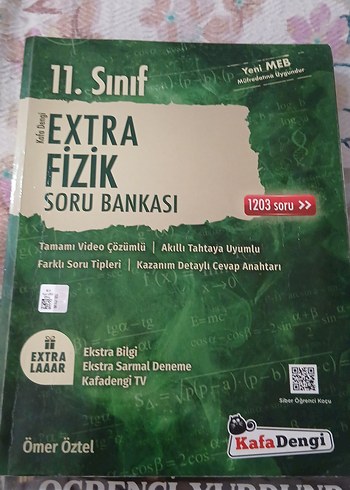 11. Sınıf
Yeni MEB
Müfredatına Uygundur
Kafa Dengi
EXTRA
FİZİK
SORU BANKASI
1203 soru >>
Tamamı Video Çözümlü | Akıllı Tahtaya Uyumlu
Farklı Soru Tipleri | Kazanım Detaylı Cevap Anahtarı
EXTRA
LAAAR
Ekstra Bilgi
Ekstra Sarmal Deneme
Kafadengi TV
Siber Öğrenci Koçu
Ömer Öztel
KafaDengi